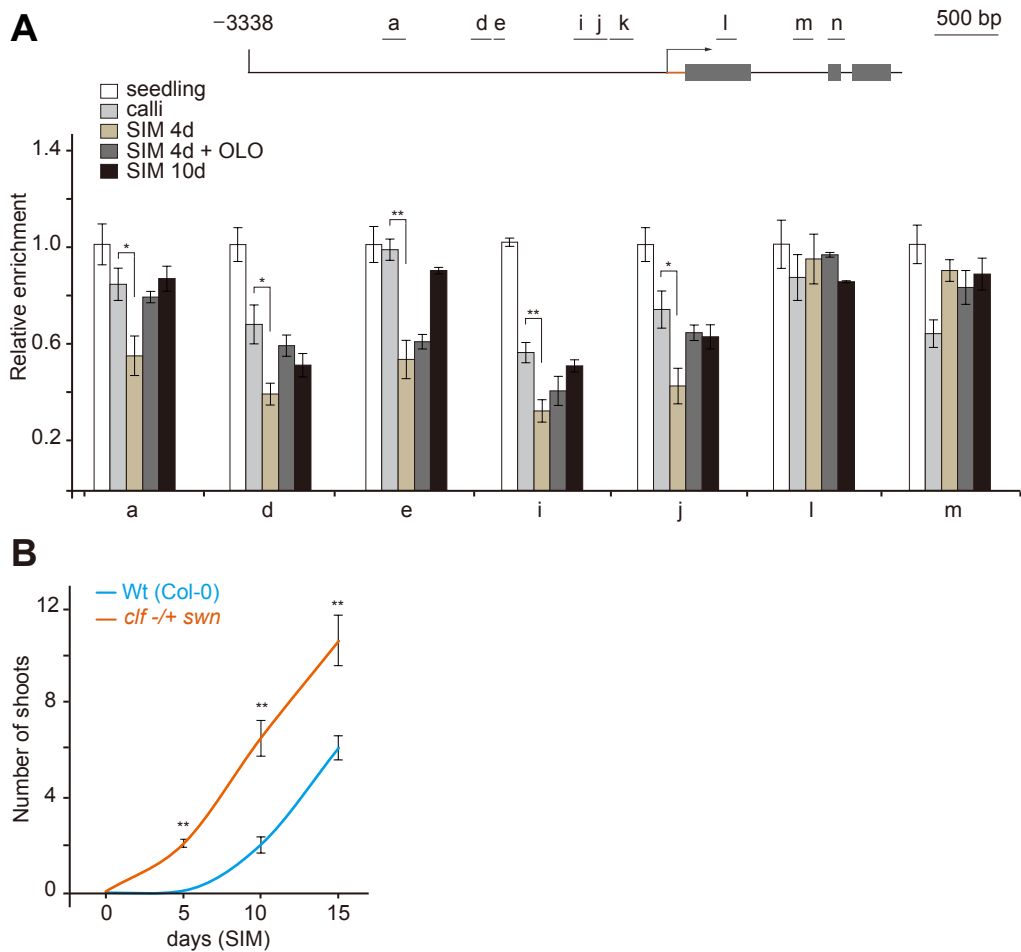 A
−3338 a d e i j k l m n 500 bp
seedling
calli
SIM 4d
SIM 4d + OLO
SIM 10d
Relative enrichment
1.4
1.0
0.6
0.2
* * ** ** *
a d e i j l m
B
Wt (Col-0)
clf -/+ swn
Number of shoots
12
8
4
0
** ** **
0 5 10 15
days (SIM)